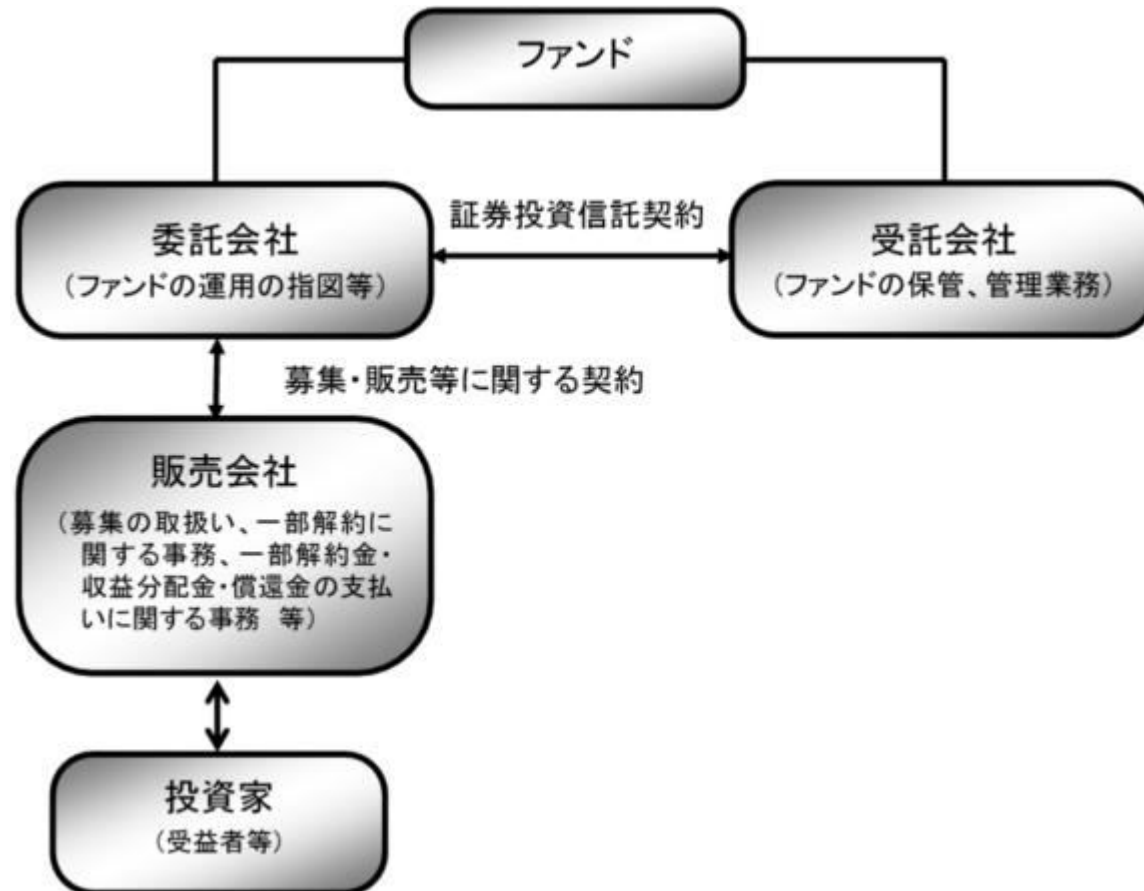 ファンド
委託会社
（ファンドの運用の指図等）
証券投資信託契約
受託会社
（ファンドの保管、管理業務）
募集・販売等に関する契約
販売会社
（募集の取扱い、一部解約に
関する事務、一部解約金・
収益分配金・償還金の支払
いに関する事務　等）
投資家
（受益者等）